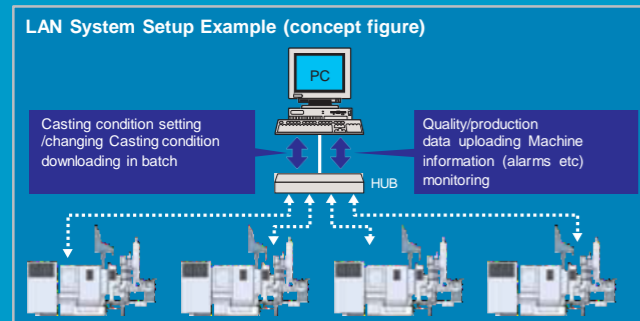 LAN System Setup Example (concept figure)
PC
Casting condition setting
/changing Casting condition
downloading in batch
Quality/production
data uploading Machine
information (alarms etc)
monitoring
HUB